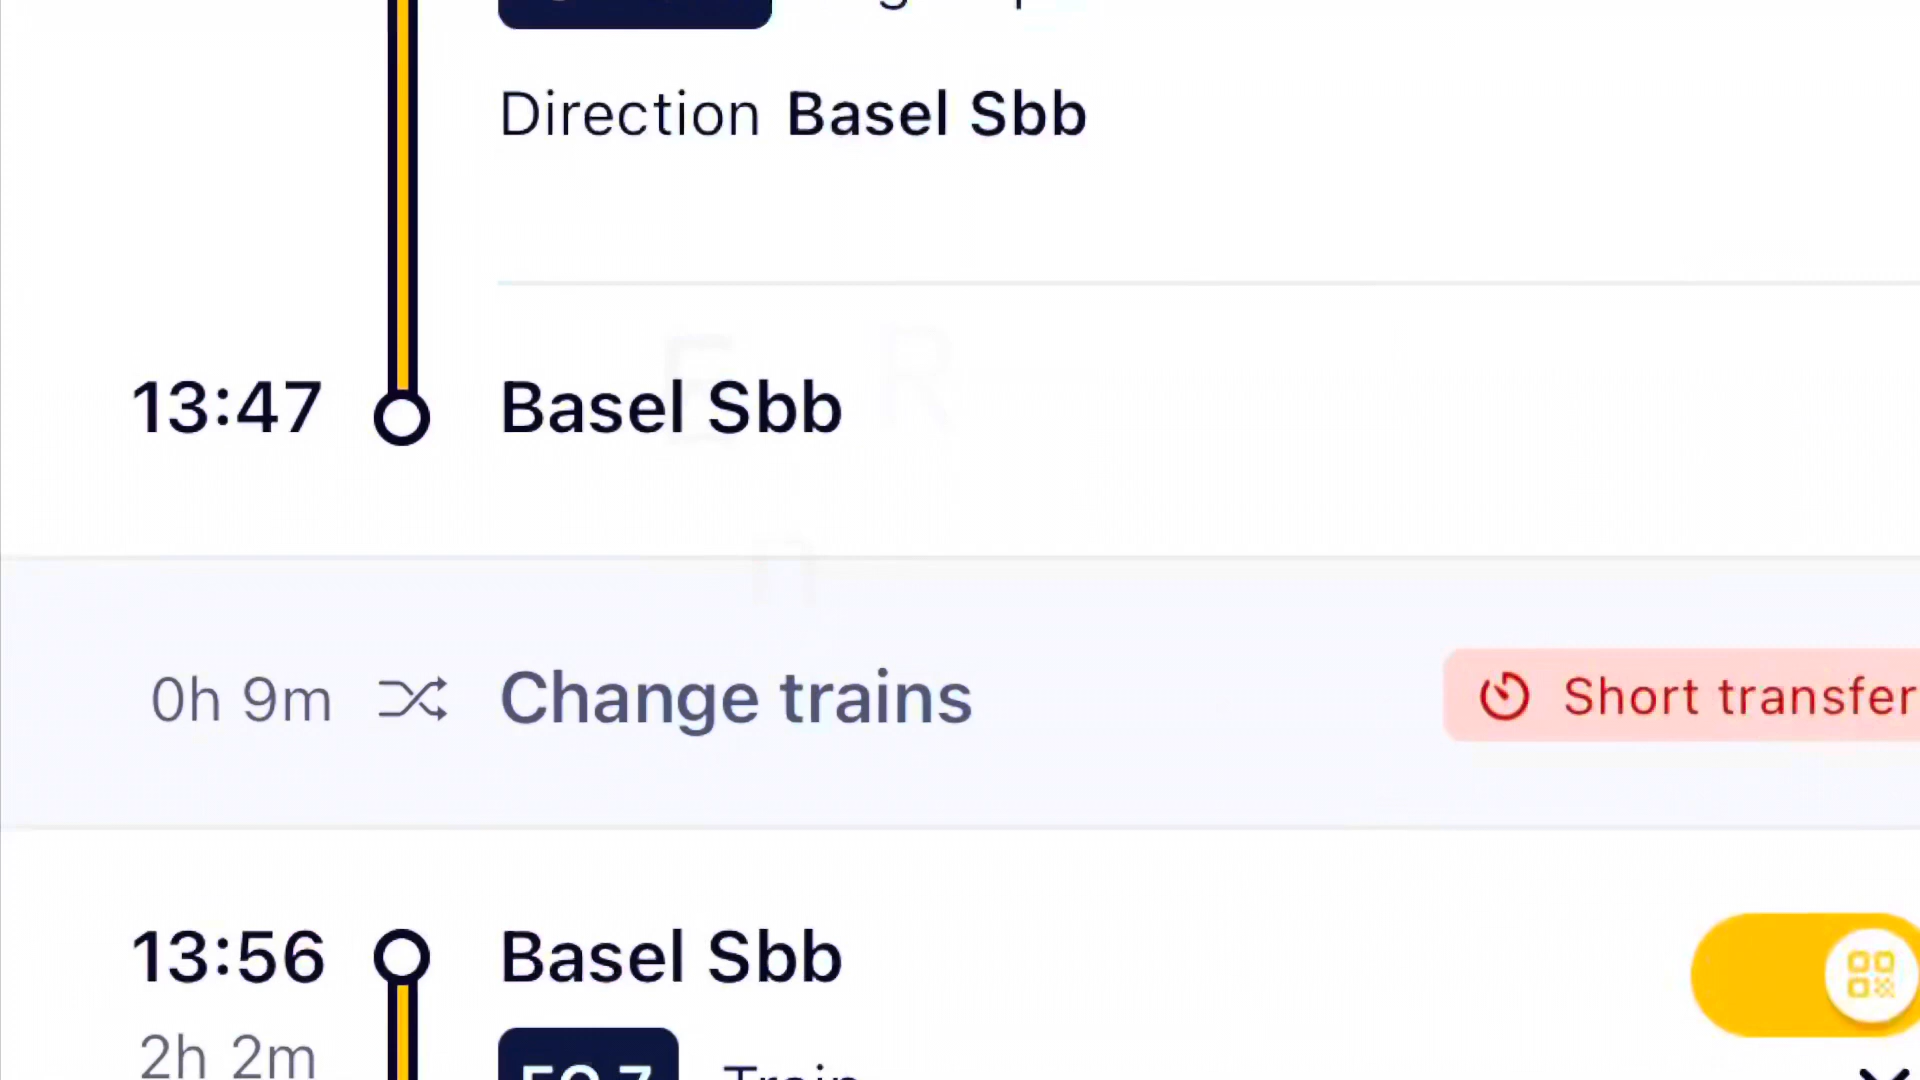 Direction Basel Sbb
13:47 Basel Sbb
0h 9m Change trains Short transfer
13:56 Basel Sbb
2h 2m Train